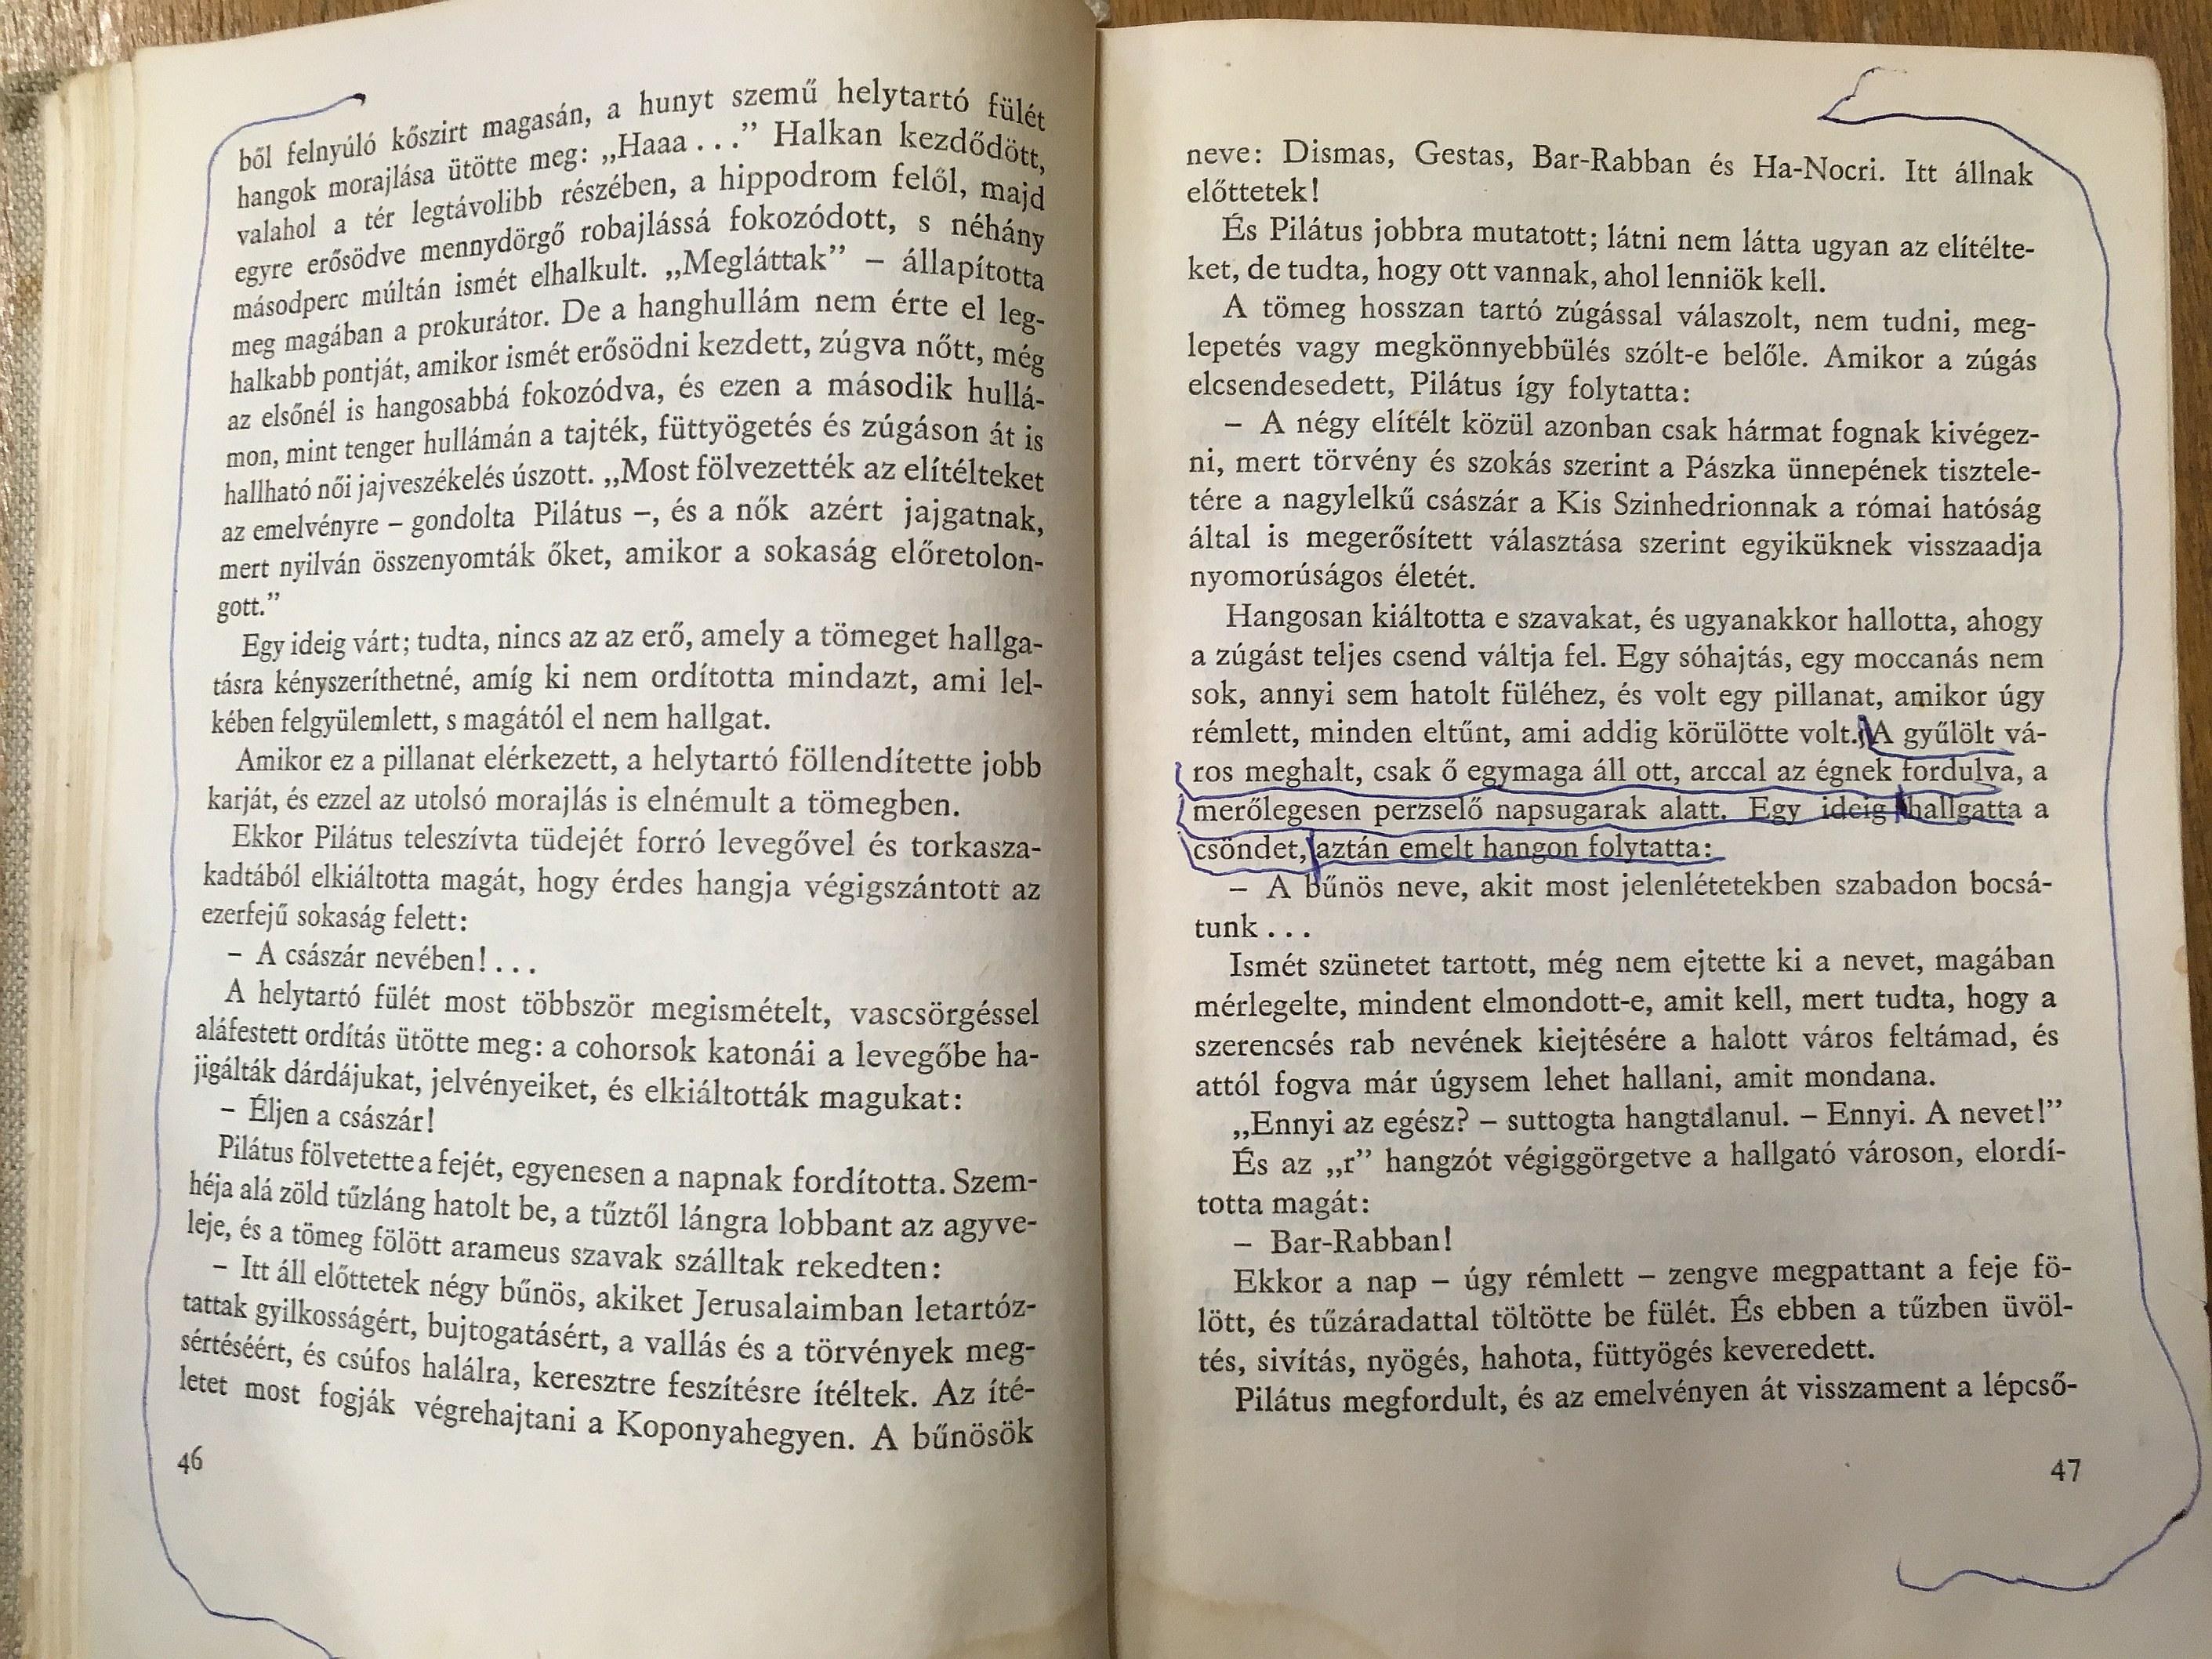 ből felnyúló kőszirt magasán, a hunyt szemű helytartó fülét
hangok morajlása ütötte meg: „Haaa . . .” Halkan kezdődött,
valahol a tér legtávolibb részében, a hippodrom felől, majd
egyre erősödve mennydörgő robajlássá fokozódott, s néhány
másodperc múltán ismét elhalkult. „Megláttak” – állapította
meg magában a prokurátor. De a hanghullám nem érte el leg-
halkabb pontját, amikor ismét erősödni kezdett, zúgva nőtt, még
az elsőnél is hangosabbá fokozódva, és ezen a második hullá-
mon, mint tenger hullámán a tajték, füttyögetés és zúgáson át is
hallható női jajveszékelés úszott. „Most fölvezették az elítélteket
az emelvényre – gondolta Pilátus –, és a nők azért jajgatnak,
mert nyilván összenyomták őket, amikor a sokaság előretolon-
gott.”
Egy ideig várt; tudta, nincs az az erő, amely a tömeget hallga-
tásra kényszeríthetné, amíg ki nem ordította mindazt, ami lel-
kében felgyülemlett, s magától el nem hallgat.
Amikor ez a pillanat elérkezett, a helytartó föllendítette jobb
karját, és ezzel az utolsó morajlás is elnémult a tömegben.
Ekkor Pilátus teleszívta tüdejét forró levegővel és torkasza-
kadtából elkiáltotta magát, hogy érdes hangja végigszántott az
ezerfejű sokaság felett:
– A császár nevében! . . .
A helytartó fülét most többször megismételt, vascsörgéssel
aláfestett ordítás ütötte meg: a cohorsok katonái a levegőbe ha-
jigálták dárdájukat, jelvényeiket, és elkiáltották magukat:
– Éljen a császár!
Pilátus fölvetette a fejét, egyenesen a napnak fordította. Szem-
héja alá zöld tűzláng hatolt be, a tűztől lángra lobbant az agyve-
leje, és a tömeg fölött arameus szavak szálltak rekedten:
– Itt áll előttetek négy bűnös, akiket Jerusalaimban letartóz-
tattak gyilkosságért, bujtogatásért, a vallás és a törvények meg-
sértéséért, és csúfos halálra, keresztre feszítésre ítéltek. Az íté-
letet most fogják végrehajtani a Koponyahegyen. A bűnösök
46
neve: Dismas, Gestas, Bar-Rabban és Ha-Nocri. Itt állnak
előttetek!
És Pilátus jobbra mutatott; látni nem látta ugyan az elítélte-
ket, de tudta, hogy ott vannak, ahol lenniök kell.
A tömeg hosszan tartó zúgással válaszolt, nem tudni, meg-
lepetés vagy megkönnyebbülés szólt-e belőle. Amikor a zúgás
elcsendesedett, Pilátus így folytatta:
– A négy elítélt közül azonban csak hármat fognak kivégez-
ni, mert törvény és szokás szerint a Pászka ünnepének tisztele-
tére a nagylelkű császár a Kis Szinhedrionnak a római hatóság
által is megerősített választása szerint egyiküknek visszaadja
nyomorúságos életét.
Hangosan kiáltotta e szavakat, és ugyanakkor hallotta, ahogy
a zúgást teljes csend váltja fel. Egy sóhajtás, egy moccanás nem
sok, annyi sem hatolt füléhez, és volt egy pillanat, amikor úgy
rémlett, minden eltűnt, ami addig körülötte volt. A gyűlölt vá-
ros meghalt, csak ő egymaga áll ott, arccal az égnek fordulva, a
merőlegesen perzselő napsugarak alatt. Egy ideig hallgatta a
csöndet, aztán emelt hangon folytatta:
– A bűnös neve, akit most jelenlétetekben szabadon bocsá-
tunk . . .
Ismét szünetet tartott, még nem ejtette ki a nevet, magában
mérlegelte, mindent elmondott-e, amit kell, mert tudta, hogy a
szerencsés rab nevének kiejtésére a halott város feltámad, és
attól fogva már úgysem lehet hallani, amit mondana.
„Ennyi az egész? – suttogta hangtalanul. – Ennyi. A nevet!”
És az „r” hangzót végiggörgetve a hallgató városon, elordí-
totta magát:
– Bar-Rabban!
Ekkor a nap – úgy rémlett – zengve megpattant a feje fö-
lött, és tűzáradattal töltötte be fülét. És ebben a tűzben üvöl-
tés, sivítás, nyögés, hahota, füttyögés keveredett.
Pilátus megfordult, és az emelvényen át visszament a lépcső-
47